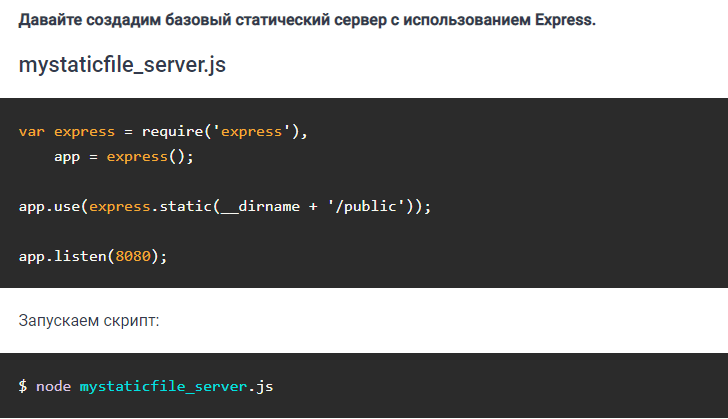 Давайте создадим базовый статический сервер с использованием Express.
mystaticfile_server.js
var express = require('express'),
    app = express();
app.use(express.static(__dirname + '/public'));
app.listen(8080);
Запускаем скрипт:
$ node mystaticfile_server.js